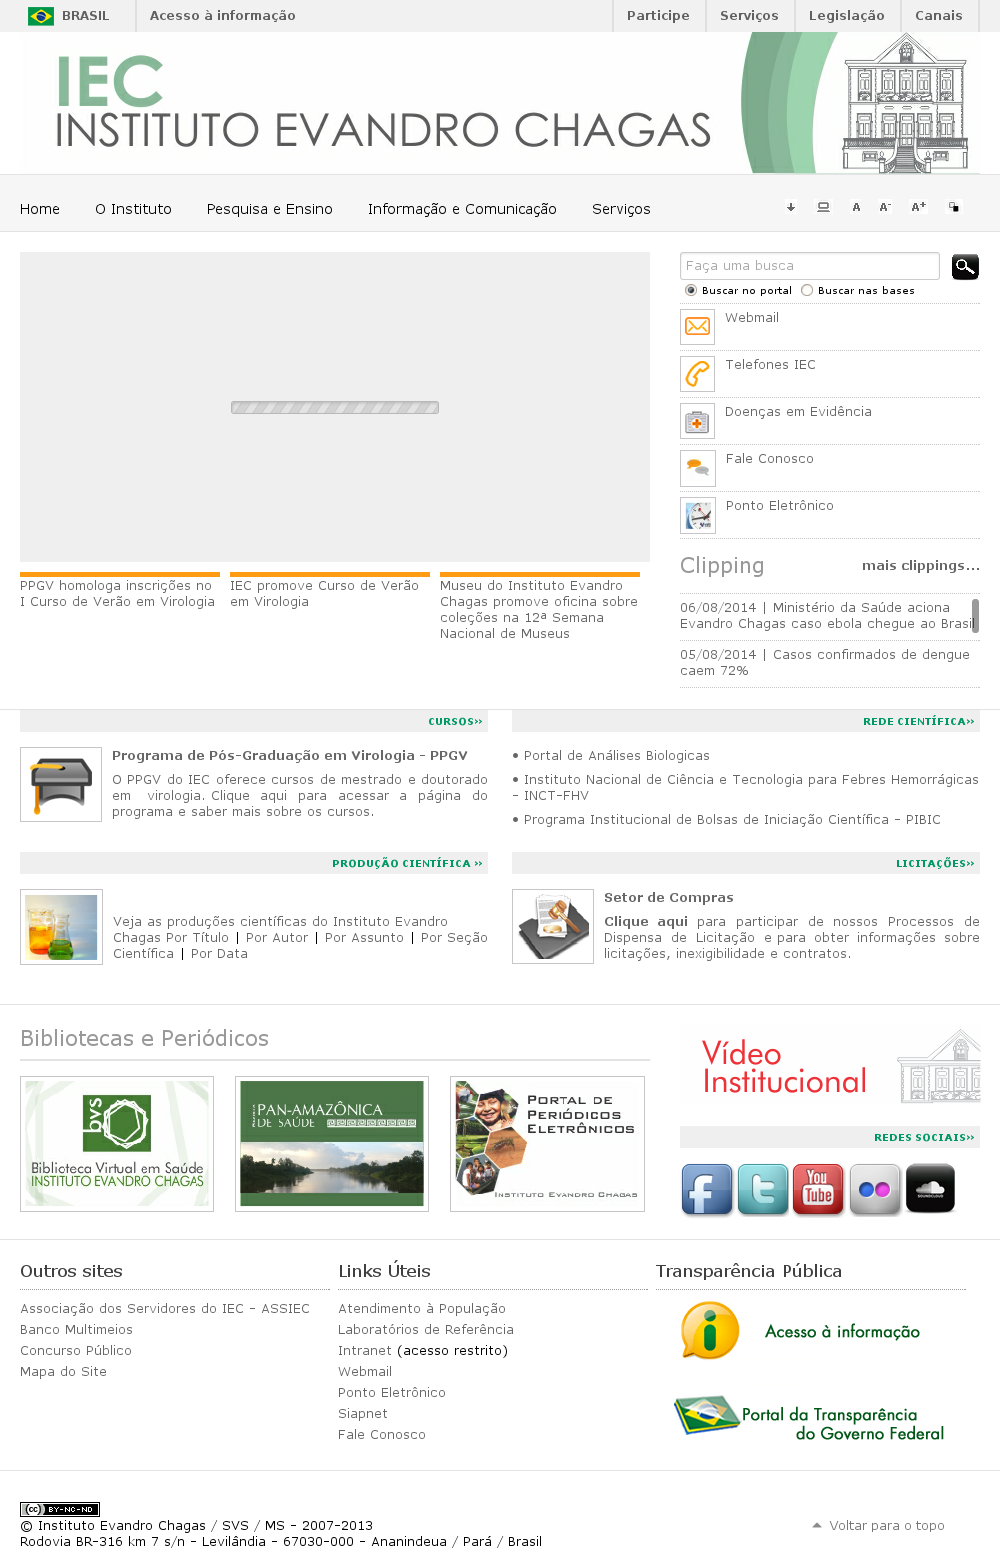 BRASIL
Acesso à informação
Participe
Serviços
Legislação
Canais
IEC
INSTITUTO EVANDRO CHAGAS
Home
O Instituto
Pesquisa e Ensino
Informação e Comunicação
Serviços
A
A-
A+
Faça uma busca
Buscar no portal
Buscar nas bases
Webmail
Telefones IEC
Doenças em Evidência
Fale Conosco
Ponto Eletrônico
PPGV homologa inscrições no
I Curso de Verão em Virologia
IEC promove Curso de Verão
em Virologia
Museu do Instituto Evandro
Chagas promove oficina sobre
coleções na 12ª Semana
Nacional de Museus
Clipping
mais clippings...
06/08/2014 | Ministério da Saúde aciona
Evandro Chagas caso ebola chegue ao Brasil
05/08/2014 | Casos confirmados de dengue
caem 72%
CURSOS››
Programa de Pós-Graduação em Virologia - PPGV
O PPGV do IEC oferece cursos de mestrado e doutorado
em virologia. Clique aqui para acessar a página do
programa e saber mais sobre os cursos.
REDE CIENTÍFICA››
• Portal de Análises Biologicas
• Instituto Nacional de Ciência e Tecnologia para Febres Hemorrágicas
- INCT-FHV
• Programa Institucional de Bolsas de Iniciação Científica - PIBIC
PRODUÇÃO CIENTÍFICA ››
Veja as produções científicas do Instituto Evandro
Chagas Por Título | Por Autor | Por Assunto | Por Seção
Científica | Por Data
LICITAÇÕES››
Setor de Compras
Clique aqui para participar de nossos Processos de
Dispensa de Licitação e para obter informações sobre
licitações, inexigibilidade e contratos.
Bibliotecas e Periódicos
bvs
Biblioteca Virtual em Saúde
INSTITUTO EVANDRO CHAGAS
PAN-AMAZÔNICA
DE SAÚDE
PORTAL DE
PERIÓDICOS
ELETRÔNICOS
INSTITUTO EVANDRO CHAGAS
Vídeo
Institucional
REDES SOCIAIS››
f
t
You
Tube
SOUNDCLOUD
Outros sites
Associação dos Servidores do IEC - ASSIEC
Banco Multimeios
Concurso Público
Mapa do Site
Links Úteis
Atendimento à População
Laboratórios de Referência
Intranet (acesso restrito)
Webmail
Ponto Eletrônico
Siapnet
Fale Conosco
Transparência Pública
i
Acesso à informação
Portal da Transparência
do Governo Federal
(cc) BY-NC-ND
© Instituto Evandro Chagas / SVS / MS - 2007-2013
Rodovia BR-316 km 7 s/n - Levilândia - 67030-000 - Ananindeua / Pará / Brasil
Voltar para o topo